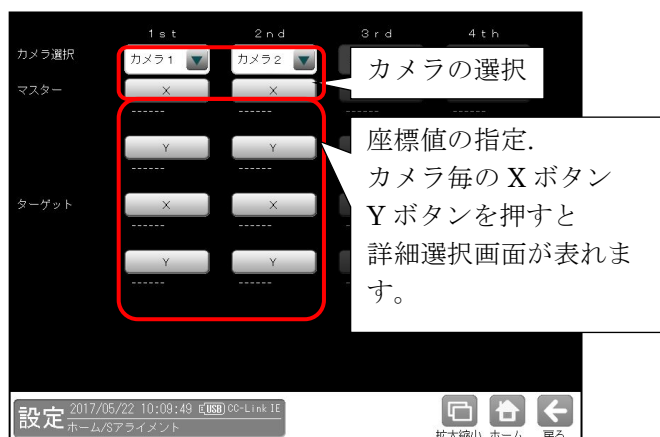 1st 2nd 3rd 4th
カメラ選択 カメラ1 カメラ2
カメラの選択
マスター X X
------ ------
Y Y
------ ------
座標値の指定.
カメラ毎の X ボタン
Y ボタンを押すと
詳細選択画面が表れま
す。
ターゲット X X
------ ------
Y Y
------ ------
設定 2017/05/22 10:09:49 USB CC-Link IE
ホーム/Sアライメント
拡大縮小 ホーム 戻る